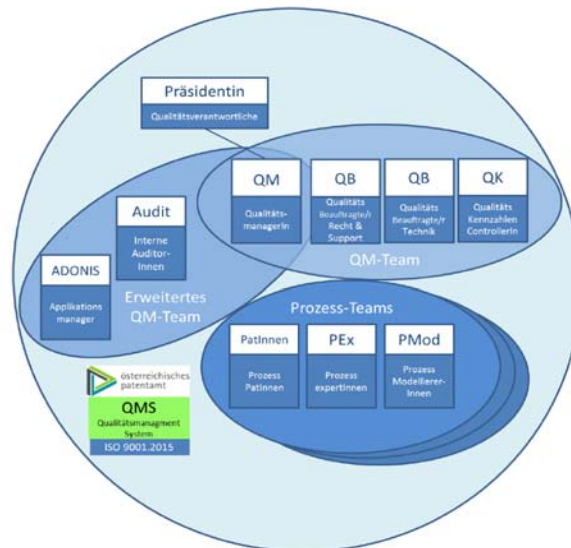 Präsidentin
Qualitätsverantwortliche
QM
Qualitäts-
managerIn
QB
Qualitäts
Beauftragte/r
Recht &
Support
QB
Qualitäts
Beauftragte/r
Technik
QK
Qualitäts
Kennzahlen
ControllerIn
QM-Team
Audit
Interne
Auditor-
Innen
ADONIS
Applikations
manager
Erweitertes
QM-Team
Prozess-Teams
PatInnen
Prozess
PatInnen
PEx
Prozess
expertInnen
PMod
Prozess
Modellierer-
Innen
österreichisches
patentamt
QMS
Qualitätsmanagment
System
ISO 9001.2015